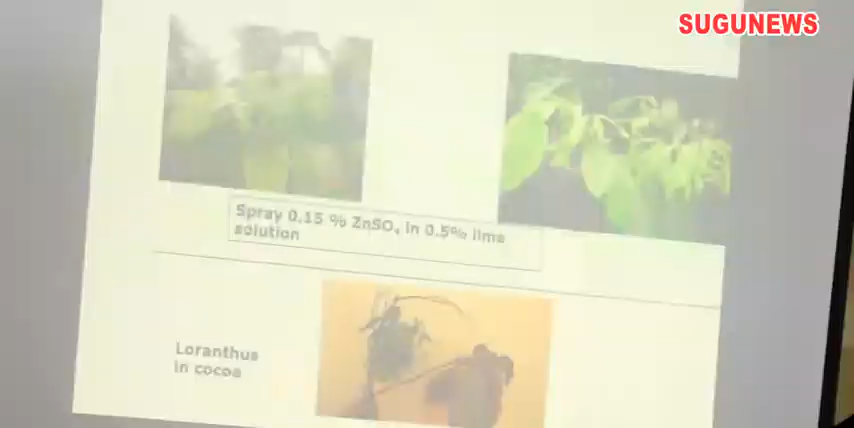 SUGUNEWS
Spray 0.15 % ZnSO₄ in 0.5% lime
solution
Loranthus
in cocoa